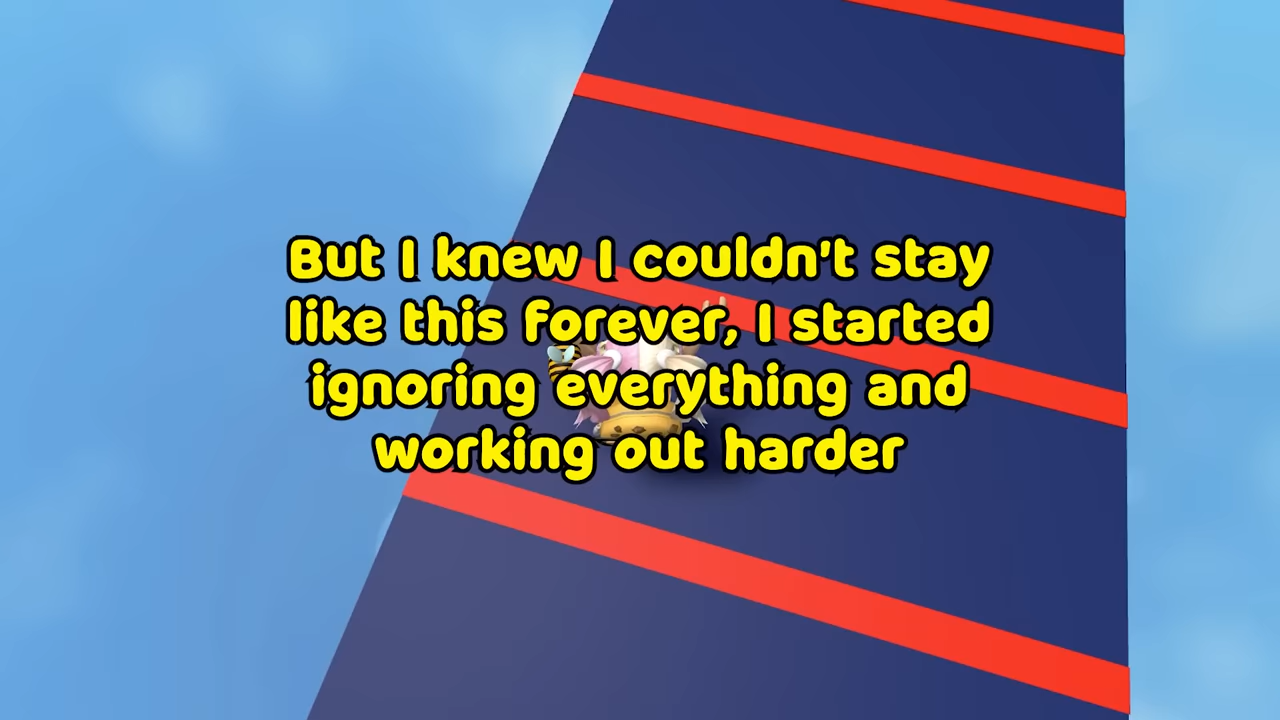 But I knew I couldn't stay
like this forever, I started
ignoring everything and
working out harder